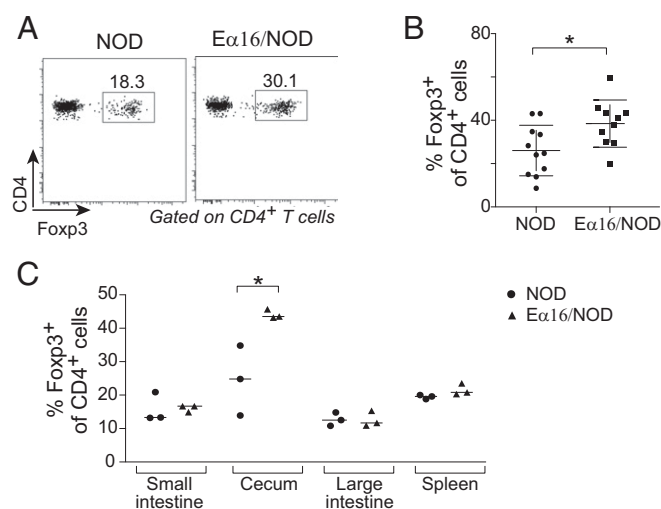 A
NOD
Eα16/NOD
18.3
30.1
CD4
Foxp3
Gated on CD4+ T cells
B
% Foxp3+
of CD4+ cells
80
40
0
*
NOD
Eα16/NOD
C
% Foxp3+
of CD4+ cells
50
40
30
20
10
0
*
Small
intestine
Cecum
Large
intestine
Spleen
NOD
Eα16/NOD